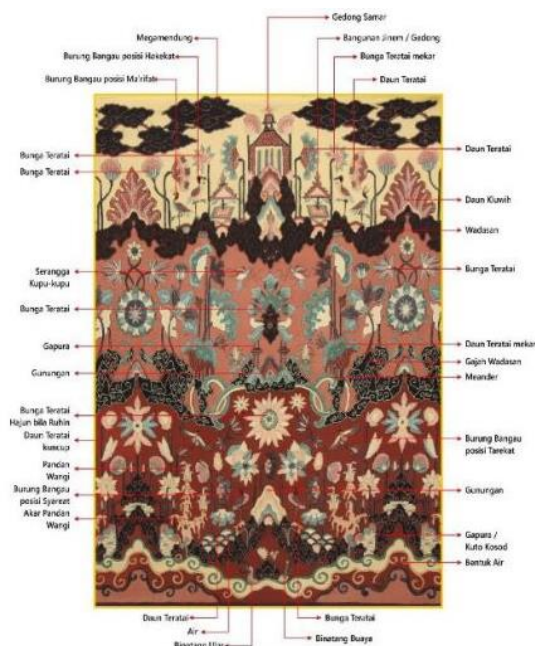 Gedong Samar
Megamendung
Bangunan Jinem / Gedong
Burung Bangau posisi Hakekat
Bunga Teratai mekar
Burung Bangau posisi Ma'rifat
Daun Teratai
Bunga Teratai
Daun Teratai
Bunga Teratai
Daun Kluwih
Wadasan
Serangga
Kupu-kupu
Bunga Teratai
Bunga Teratai
Gapura
Daun Teratai mekar
Gajah Wadasan
Gunungan
Meander
Bunga Teratai
Hajun bila Ruhin
Daun Teratai
kuncup
Burung Bangau
posisi Tarekat
Pandan
Wangi
Burung Bangau
posisi Syareat
Gunungan
Akar Pandan
Wangi
Gapura /
Kuto Kosod
Bantuk Air
Daun Teratai
Bunga Teratai
Air
Binatang Buaya
Binatang Ular